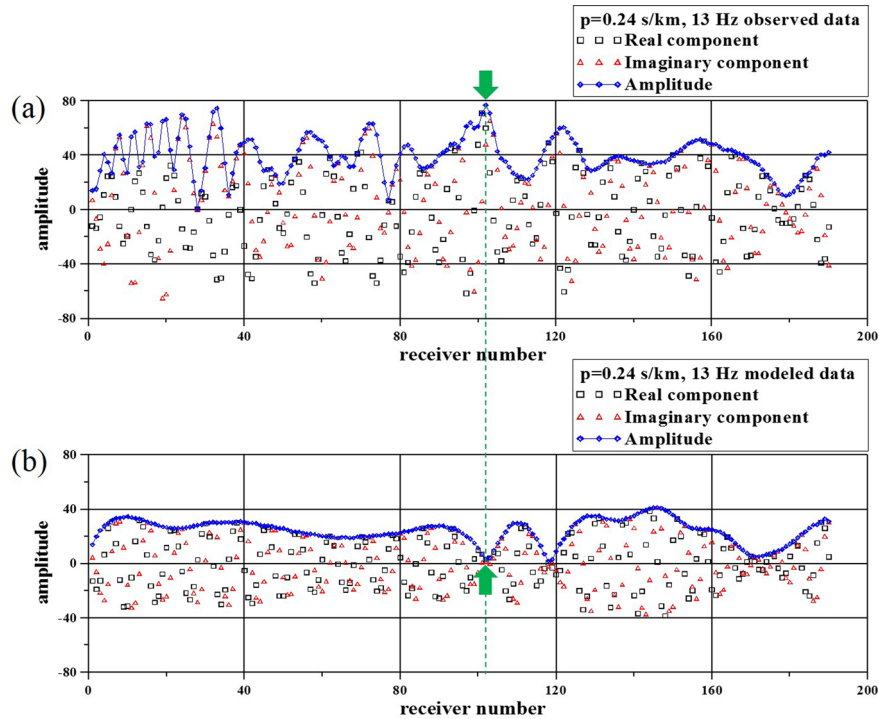 p=0.24 s/km, 13 Hz observed data
Real component
Imaginary component
Amplitude
(a)
80
40
0
-40
-80
amplitude
0 40 80 120 160 200
receiver number
p=0.24 s/km, 13 Hz modeled data
Real component
Imaginary component
Amplitude
(b)
80
40
0
-40
-80
amplitude
0 40 80 120 160 200
receiver number